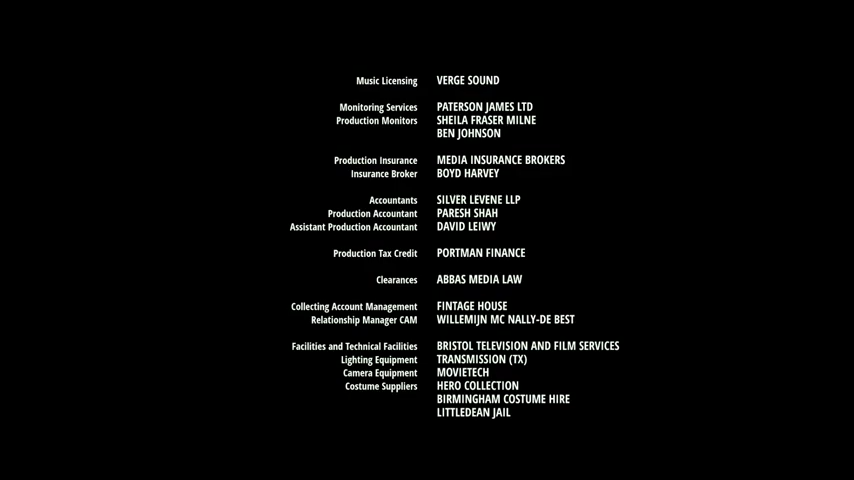 Music Licensing VERGE SOUND
Monitoring Services PATERSON JAMES LTD
Production Monitors SHEILA FRASER MILNE
BEN JOHNSON
Production Insurance MEDIA INSURANCE BROKERS
Insurance Broker BOYD HARVEY
Accountants SILVER LEVENE LLP
Production Accountant PARESH SHAH
Assistant Production Accountant DAVID LEIWY
Production Tax Credit PORTMAN FINANCE
Clearances ABBAS MEDIA LAW
Collecting Account Management FINTAGE HOUSE
Relationship Manager CAM WILLEMIJN MC NALLY-DE BEST
Facilities and Technical Facilities BRISTOL TELEVISION AND FILM SERVICES
Lighting Equipment TRANSMISSION (TX)
Camera Equipment MOVIETECH
Costume Suppliers HERO COLLECTION
BIRMINGHAM COSTUME HIRE
LITTLEDEAN JAIL